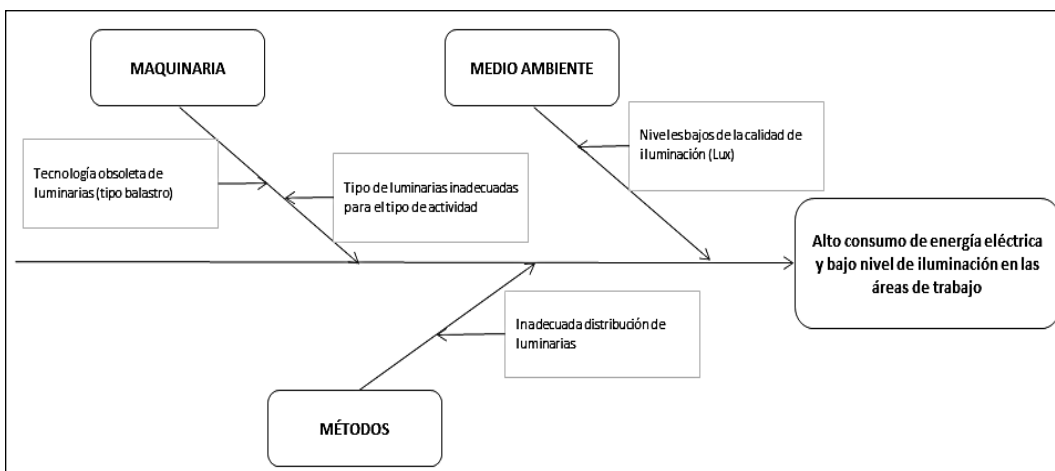 MAQUINARIA
MEDIO AMBIENTE
Niveles bajos de la calidad de
iluminación (Lux)
Tecnología obsoleta de
luminarias (tipo balastro)
Tipo de luminarias inadecuadas
para el tipo de actividad
Alto consumo de energía eléctrica
y bajo nivel de iluminación en las
áreas de trabajo
Inadecuada distribución de
luminarias
MÉTODOS